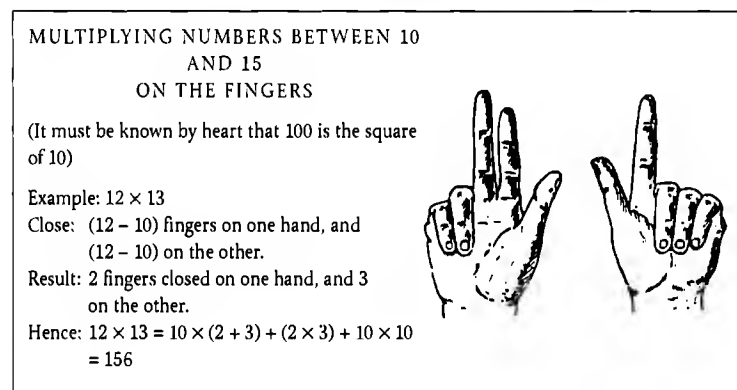 MULTIPLYING NUMBERS BETWEEN 10
AND 15
ON THE FINGERS
(It must be known by heart that 100 is the square
of 10)
Example: 12 × 13
Close: (12 – 10) fingers on one hand, and
(12 – 10) on the other.
Result: 2 fingers closed on one hand, and 3
on the other.
Hence: 12 × 13 = 10 × (2 + 3) + (2 × 3) + 10 × 10
= 156